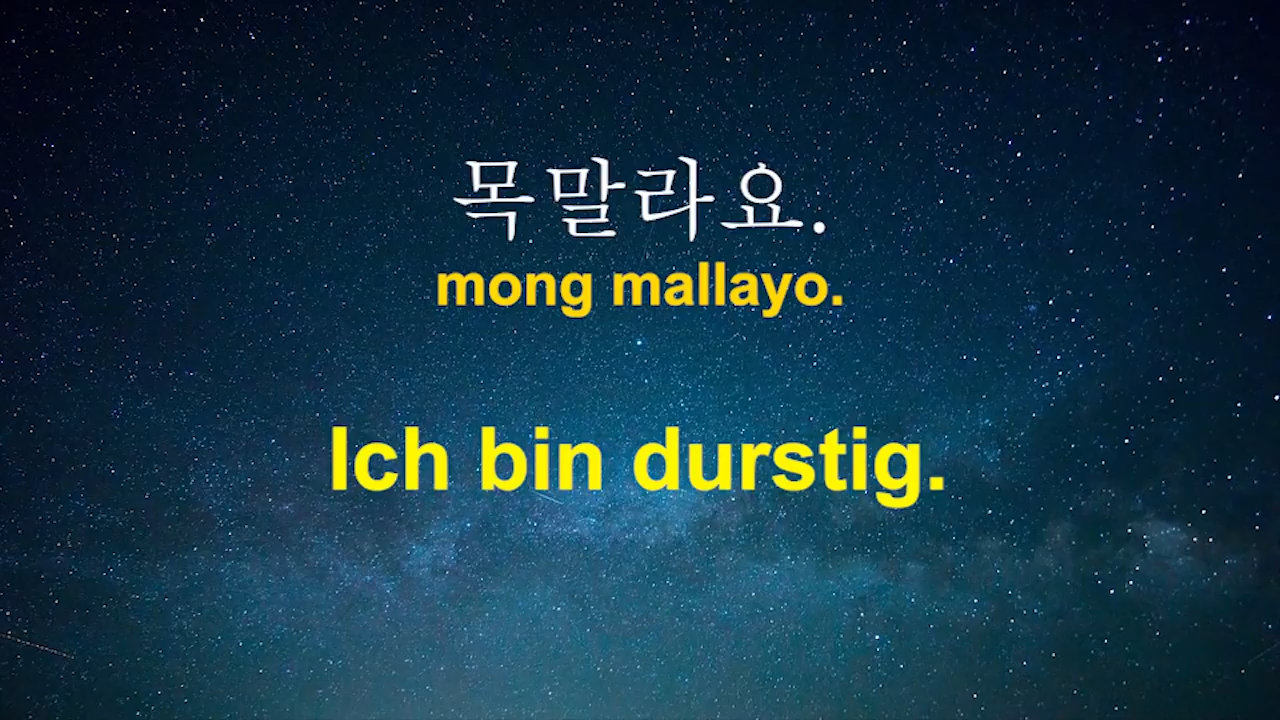 목말라요.
mong mallayo.
Ich bin durstig.